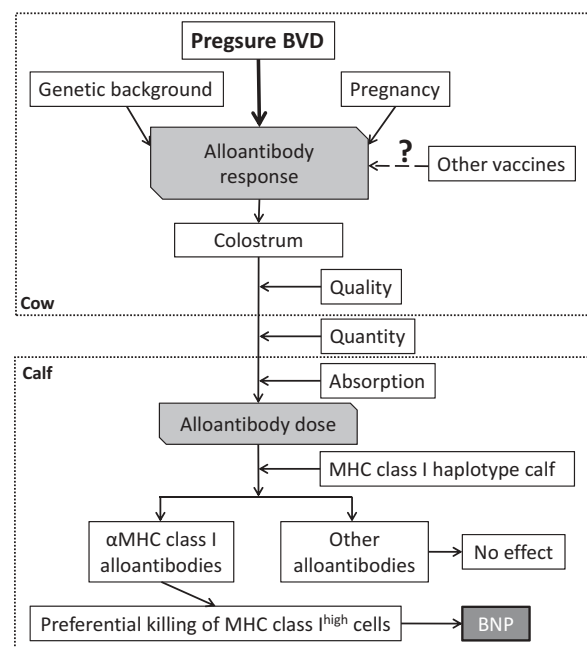 Pregsure BVD
Genetic background
Pregnancy
Alloantibody
response
?
Other vaccines
Colostrum
Quality
Cow
Quantity
Calf
Absorption
Alloantibody dose
MHC class I haplotype calf
αMHC class I
alloantibodies
Other
alloantibodies
No effect
Preferential killing of MHC class I^high cells
BNP